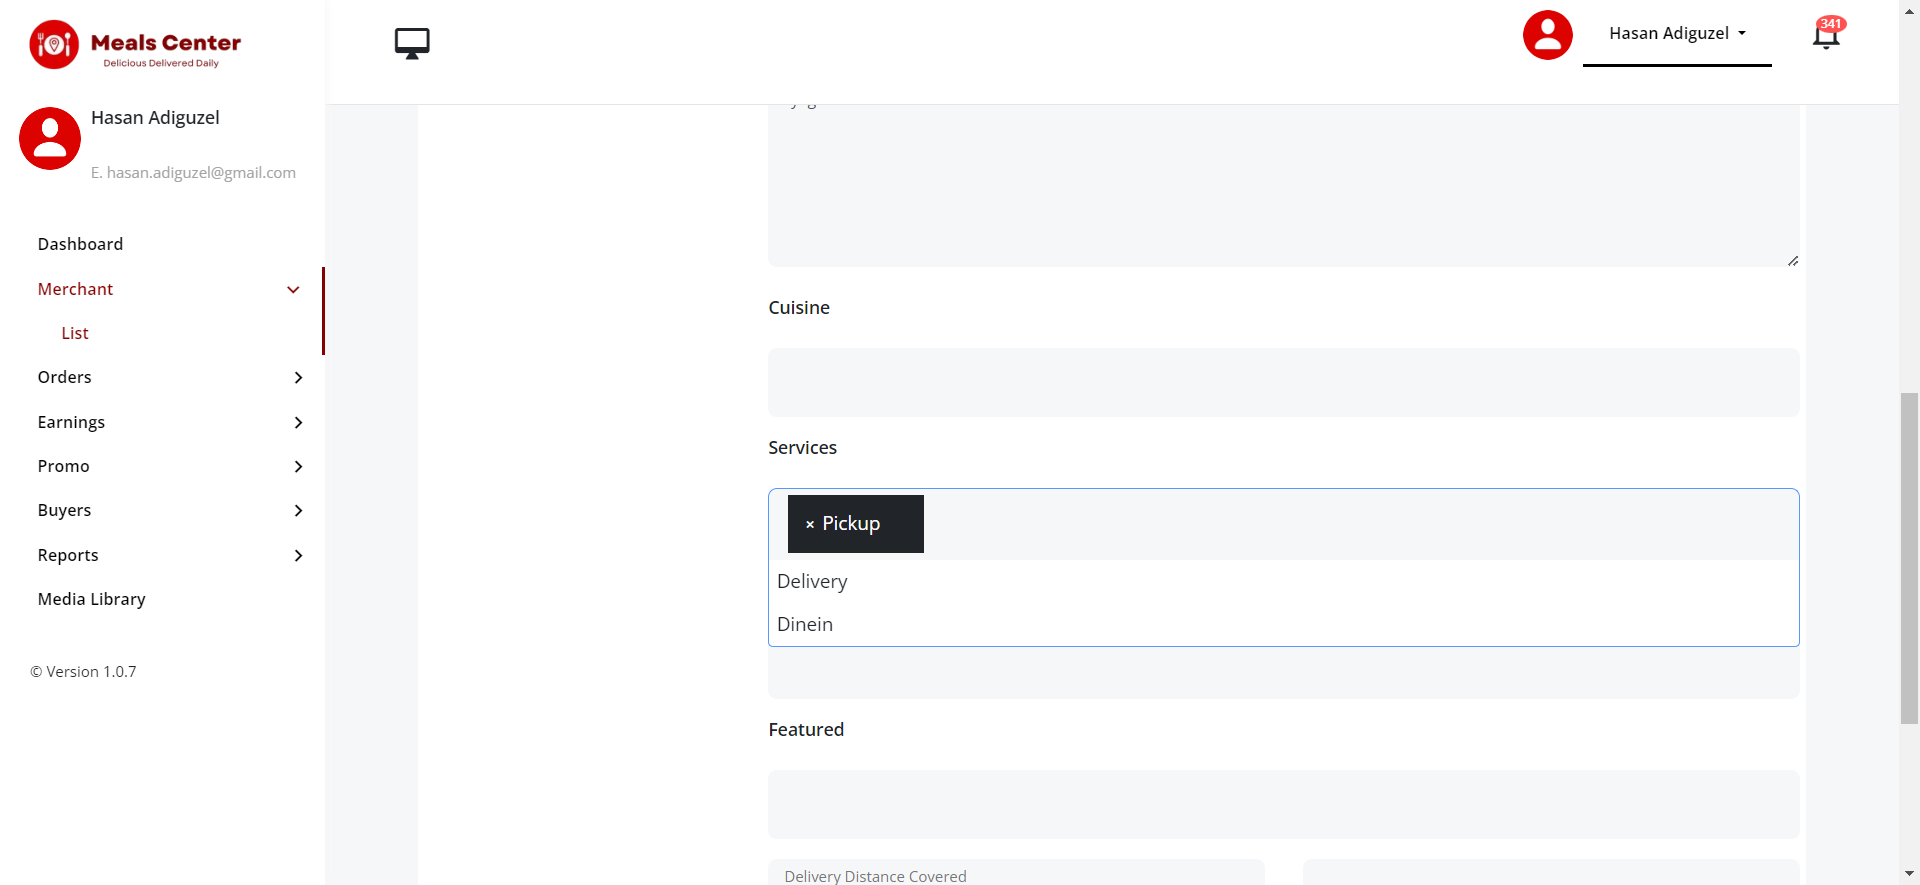 Meals Center
Delicious Delivered Daily
Hasan Adiguzel
E. hasan.adiguzel@gmail.com
Dashboard
Merchant
List
Orders
Earnings
Promo
Buyers
Reports
Media Library
© Version 1.0.7
Hasan Adiguzel
341
Cuisine
Services
× Pickup
Delivery
Dinein
Featured
Delivery Distance Covered